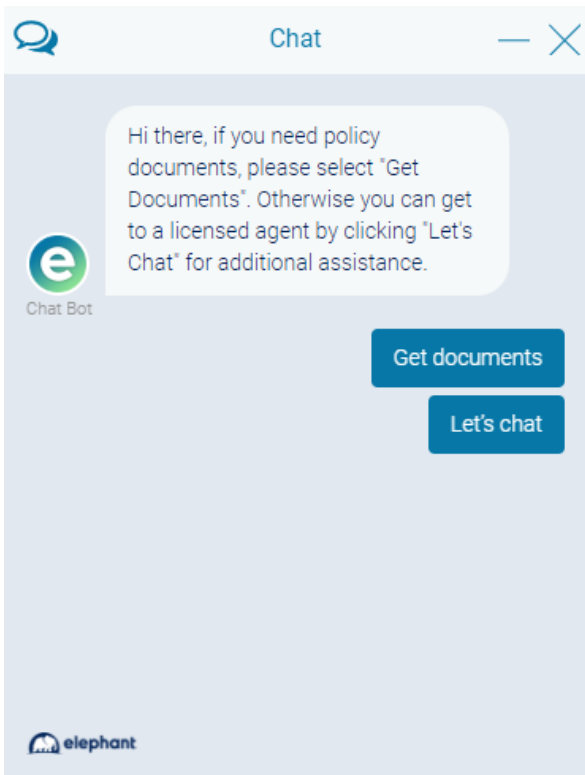 Chat
Hi there, if you need policy
documents, please select "Get
Documents". Otherwise you can get
to a licensed agent by clicking "Let's
Chat" for additional assistance.
e
Chat Bot
Get documents
Let's chat
elephant